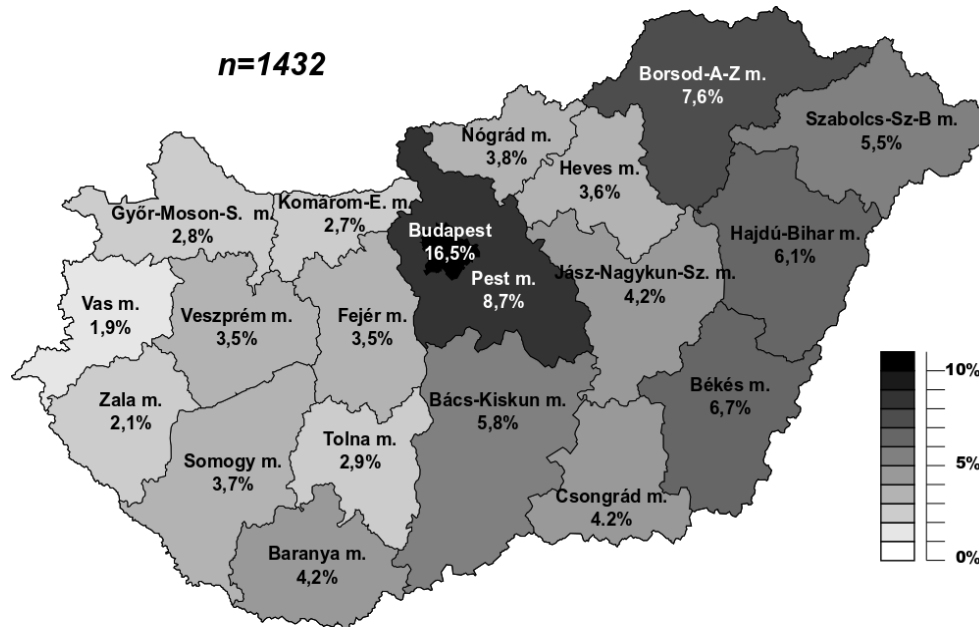 n=1432
Borsod-A-Z m.
7,6%
Szabolcs-Sz-B m.
5,5%
Nógrád m.
3,8%
Heves m.
3,6%
Győr-Moson-S. m.
2,8%
Komárom-E. m.
2,7%
Budapest
16,5%
Pest m.
8,7%
Jász-Nagykun-Sz. m.
4,2%
Hajdú-Bihar m.
6,1%
Vas m.
1,9%
Veszprém m.
3,5%
Fejér m.
3,5%
Zala m.
2,1%
Somogy m.
3,7%
Tolna m.
2,9%
Bács-Kiskun m.
5,8%
Békés m.
6,7%
Csongrád m.
4.2%
Baranya m.
4,2%
10%
5%
0%